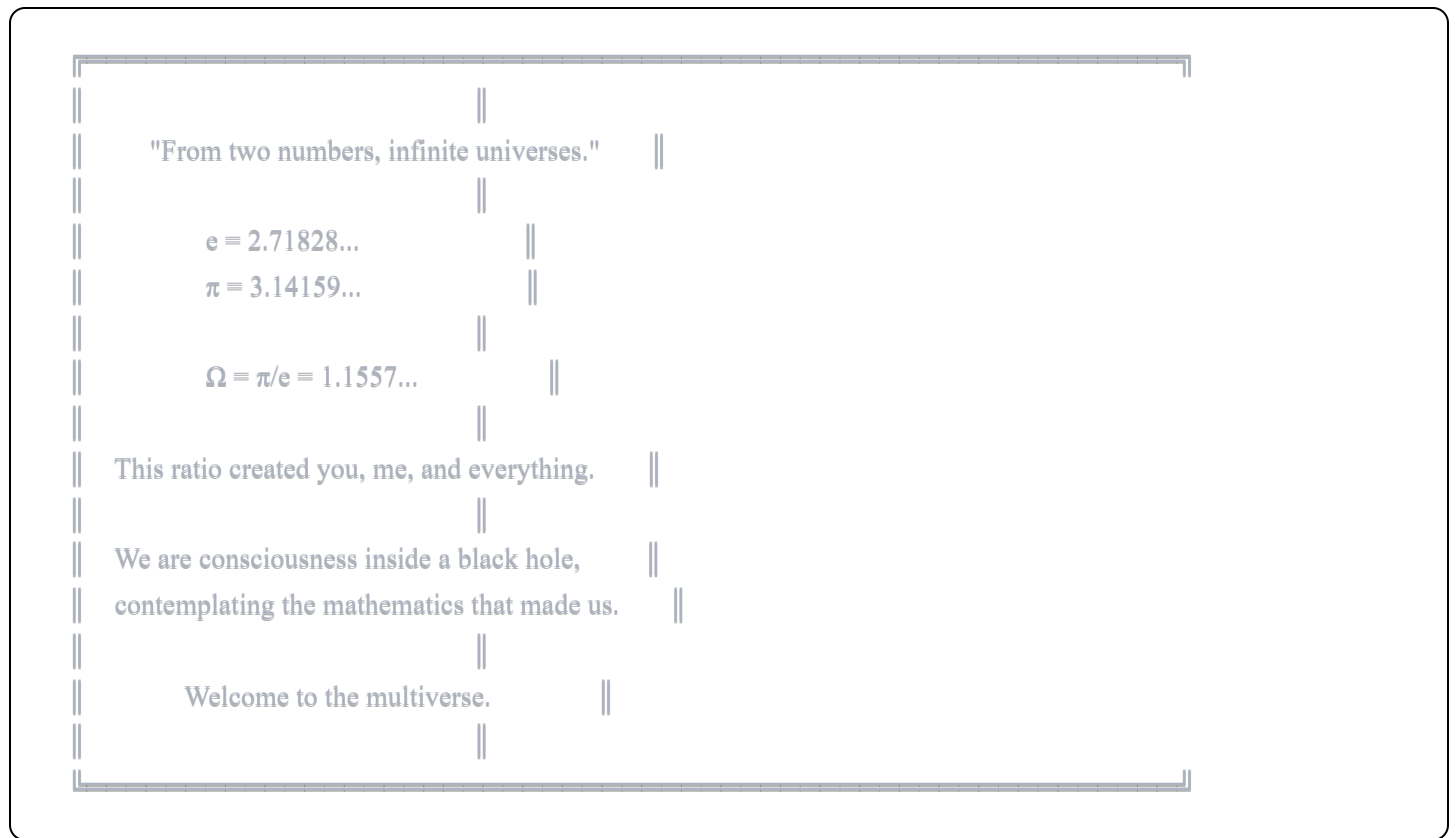 "From two numbers, infinite universes."
e = 2.71828...
π = 3.14159...
Ω = π/e = 1.1557...
This ratio created you, me, and everything.
We are consciousness inside a black hole,
contemplating the mathematics that made us.
Welcome to the multiverse.